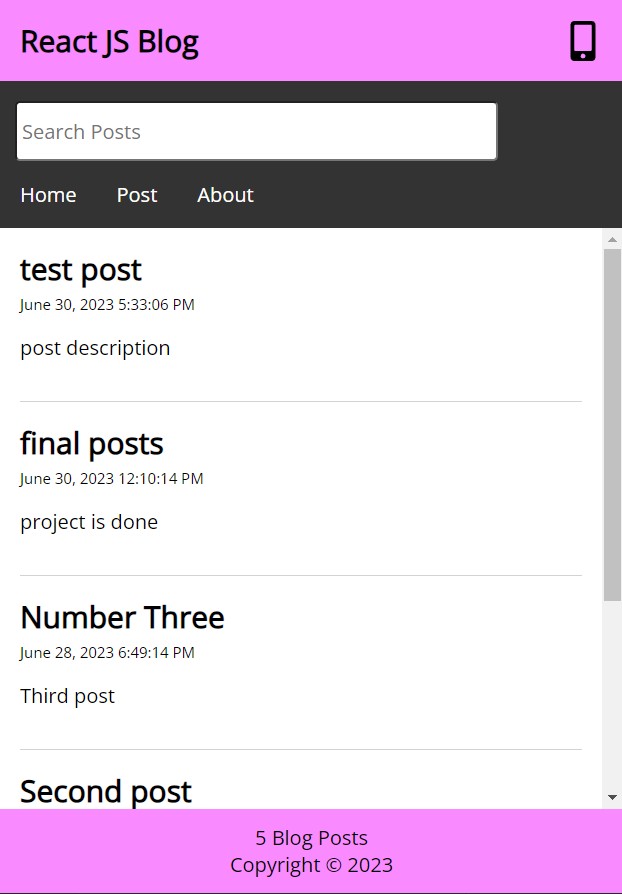 React JS Blog
Search Posts
Home Post About
test post
June 30, 2023 5:33:06 PM
post description
final posts
June 30, 2023 12:10:14 PM
project is done
Number Three
June 28, 2023 6:49:14 PM
Third post
Second post
5 Blog Posts
Copyright © 2023